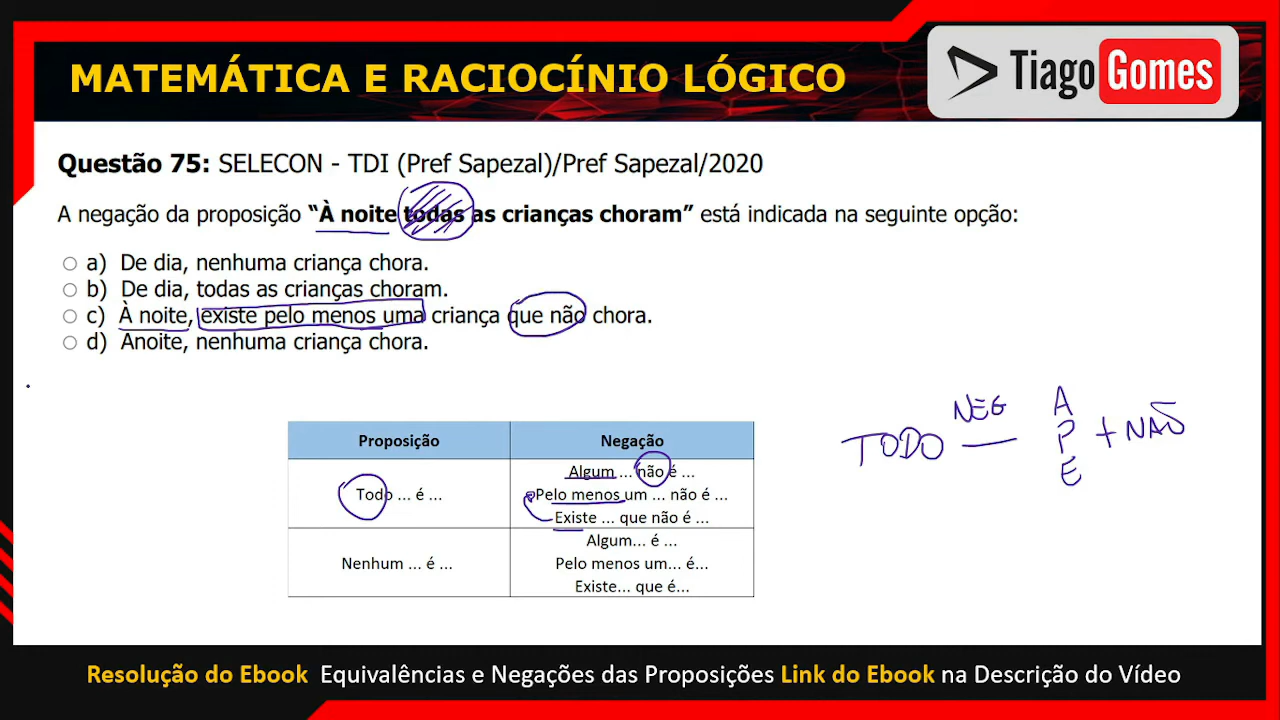 MATEMÁTICA E RACIOCÍNIO LÓGICO
Tiago Gomes
Questão 75: SELECON - TDI (Pref Sapezal)/Pref Sapezal/2020
A negação da proposição “À noite todas as crianças choram” está indicada na seguinte opção:
a) De dia, nenhuma criança chora.
b) De dia, todas as crianças choram.
c) À noite, existe pelo menos uma criança que não chora.
d) Anoite, nenhuma criança chora.
Proposição Negação
Todo ... é ...
Algum ... não é ...
Pelo menos um ... não é ...
Existe ... que não é ...
Nenhum ... é ...
Algum... é ...
Pelo menos um... é...
Existe... que é...
TODO NEG A P E + NÃO
Resolução do Ebook Equivalências e Negações das Proposições Link do Ebook na Descrição do Vídeo